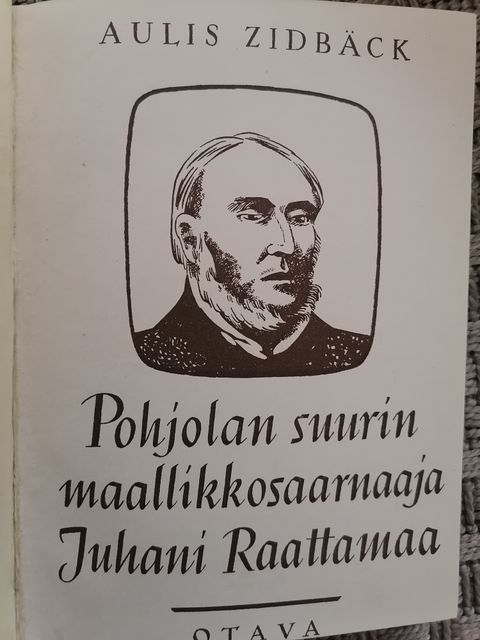 AULIS ZIDBÄCK
Pohjolan suurin
maallikkosaarnaaja
Juhani Raattamaa
OTAVA